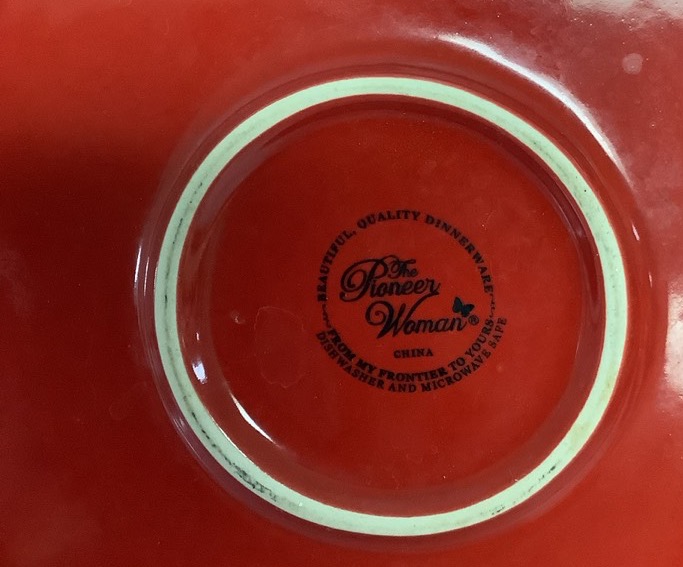 BEAUTIFUL, QUALITY DINNERWARE
The
Pioneer
Woman®
CHINA
FROM MY FRONTIER TO YOURS
DISHWASHER AND MICROWAVE SAFE